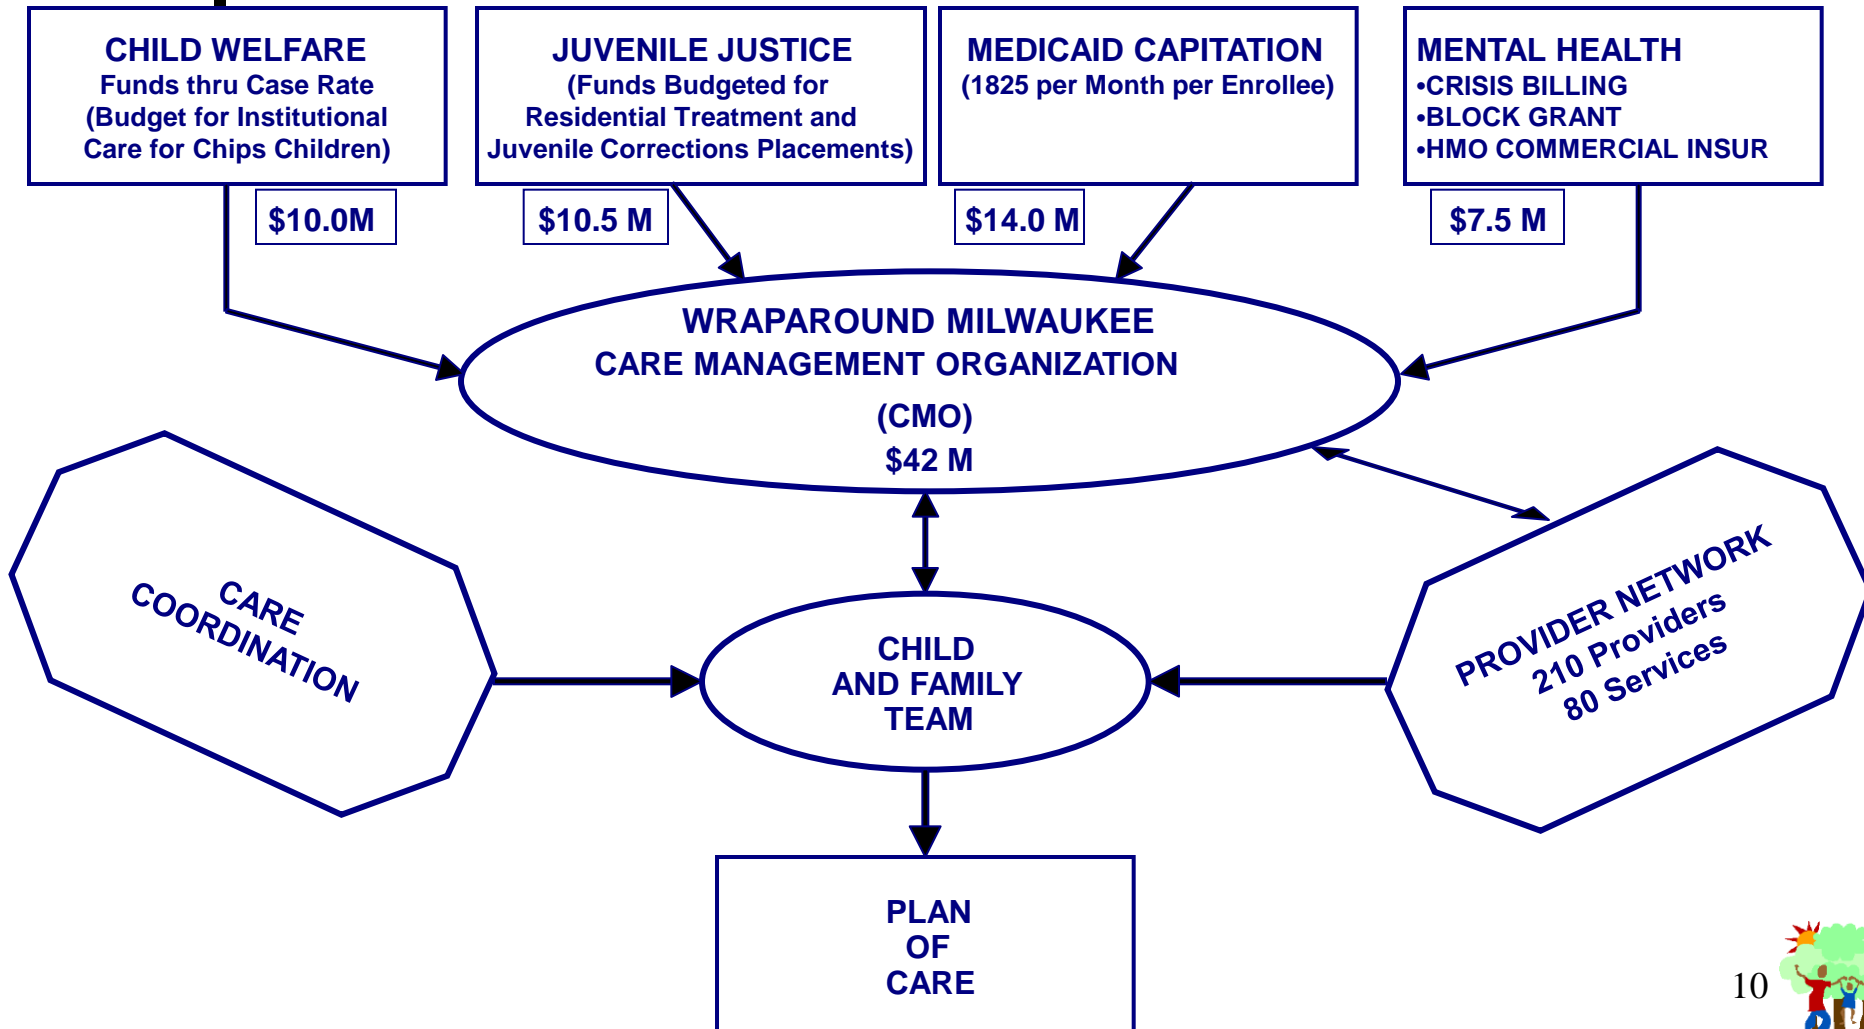 CHILD WELFARE
Funds thru Case Rate
(Budget for Institutional
Care for Chips Children)
$10.0M
JUVENILE JUSTICE
(Funds Budgeted for
Residential Treatment and
Juvenile Corrections Placements)
$10.5 M
MEDICAID CAPITATION
(1825 per Month per Enrollee)
$14.0 M
MENTAL HEALTH
•CRISIS BILLING
•BLOCK GRANT
•HMO COMMERCIAL INSUR
$7.5 M
WRAPAROUND MILWAUKEE
CARE MANAGEMENT ORGANIZATION
(CMO)
$42 M
CARE
COORDINATION
CHILD
AND FAMILY
TEAM
PROVIDER NETWORK
210 Providers
80 Services
PLAN
OF
CARE
10